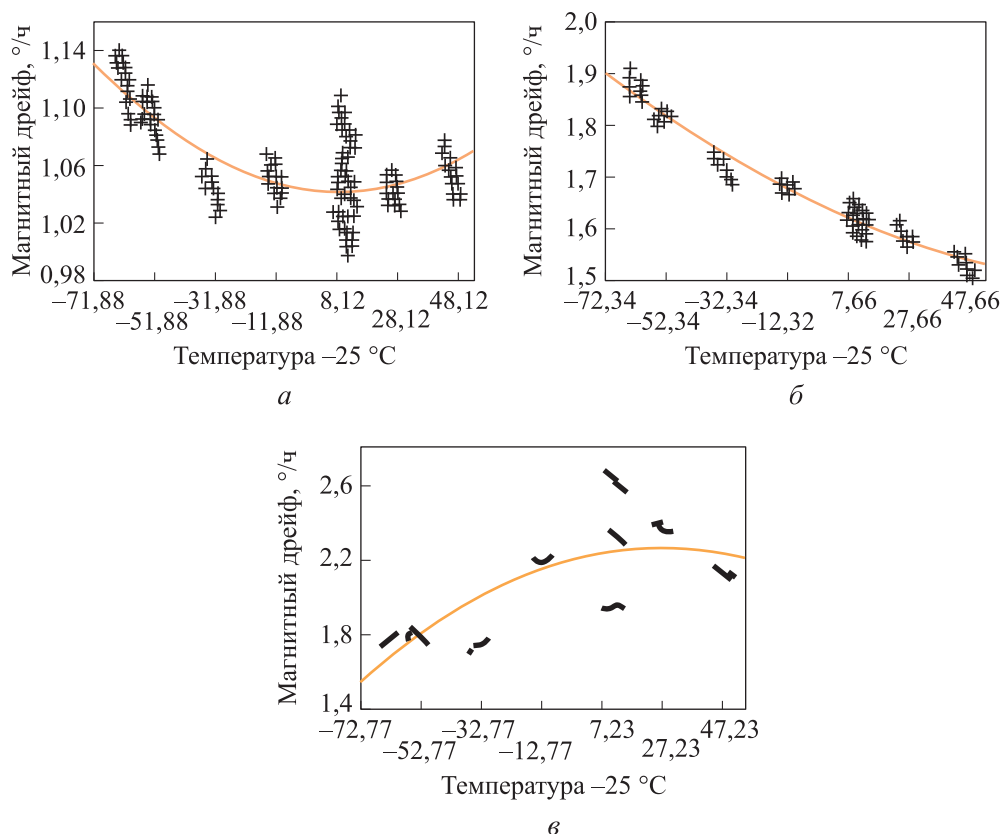 Магнитный дрейф, °/ч
1,14
1,10
1,06
1,02
0,98
–71,88 –31,88 8,12 48,12
–51,88 –11,88 28,12
Температура –25 °C
а
Магнитный дрейф, °/ч
2,0
1,9
1,8
1,7
1,6
1,5
–72,34 –32,34 7,66 47,66
–52,34 –12,32 27,66
Температура –25 °C
б
Магнитный дрейф, °/ч
2,6
2,2
1,8
1,4
–72,77 –32,77 7,23 47,23
–52,77 –12,77 27,23
Температура –25 °C
в